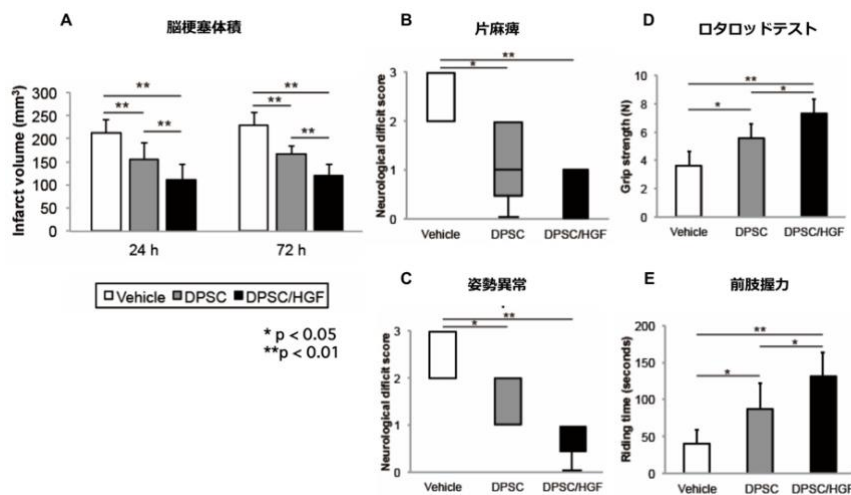 A 脳梗塞体積
Infarct volume (mm³)
300
250
200
150
100
50
0
** ** **
** ** **
24 h 72 h
Vehicle DPSC DPSC/HGF
* p < 0.05
**p < 0.01
B 片麻痺
Neurological dificit score
3
2
1
0
**
*
Vehicle DPSC DPSC/HGF
C 姿勢異常
Neurological dificit score
3
2
1
0
**
*
Vehicle DPSC DPSC/HGF
D ロタロッドテスト
Grip strength (N)
10
8
6
4
2
0
**
*
*
Vehicle DPSC DPSC/HGF
E 前肢握力
Riding time (seconds)
200
150
100
50
0
**
*
*
Vehicle DPSC DPSC/HGF